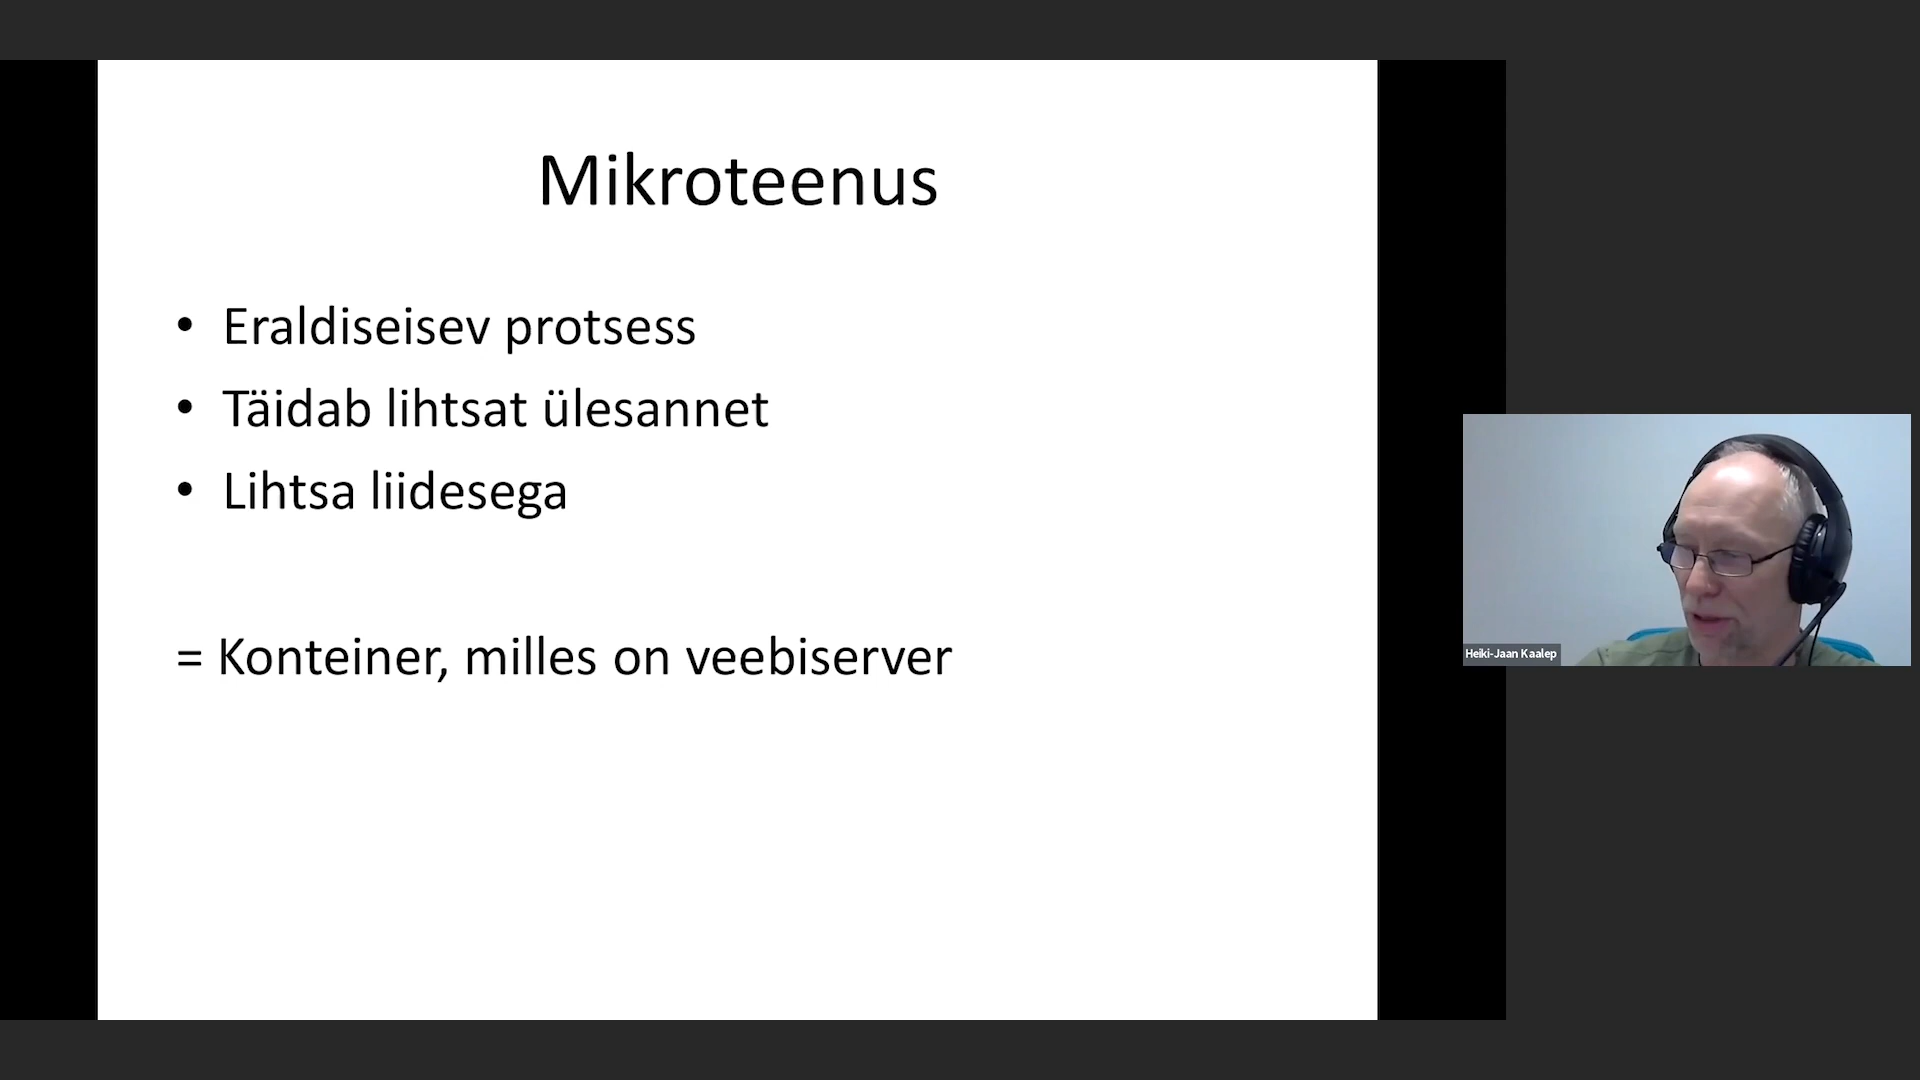 Mikroteenus
• Eraldiseisev protsess
• Täidab lihtsat ülesannet
• Lihtsa liidesega
= Konteiner, milles on veebiserver
Heiki-Jaan Kaalep